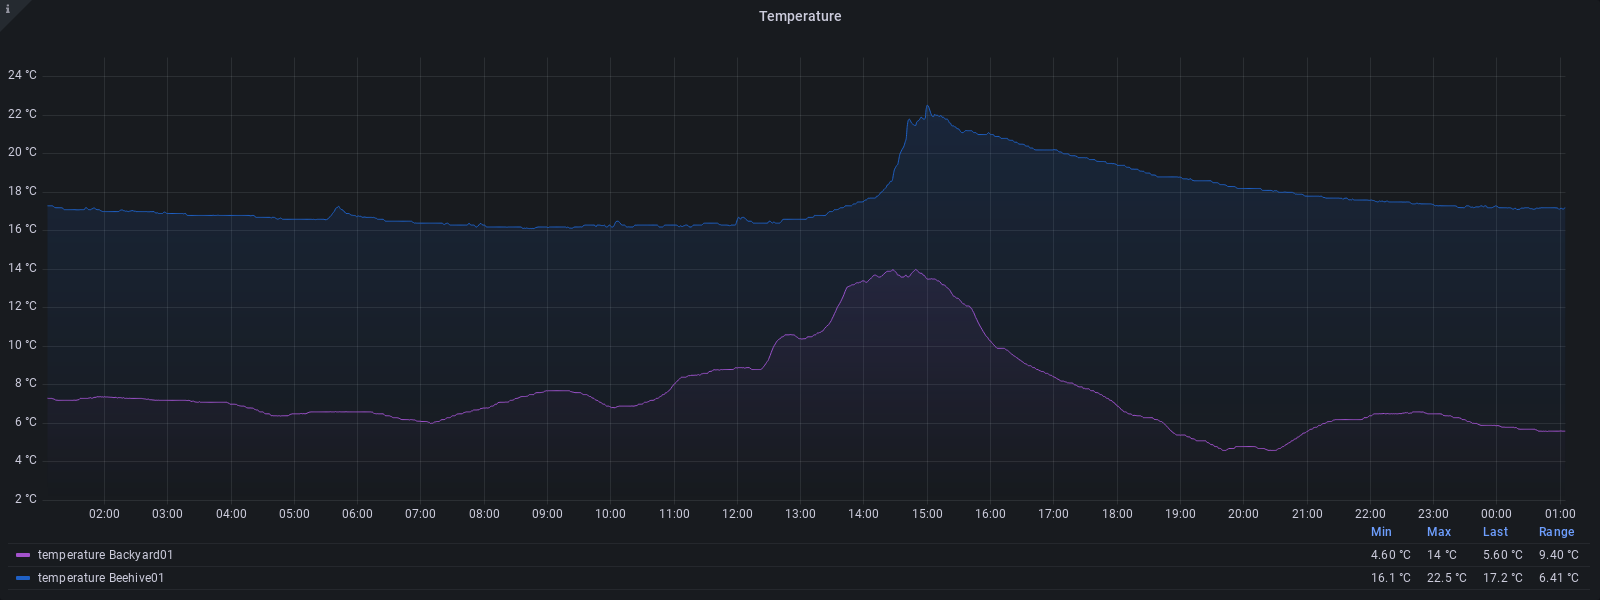 i
Temperature
24 °C
22 °C
20 °C
18 °C
16 °C
14 °C
12 °C
10 °C
8 °C
6 °C
4 °C
2 °C
02:00 03:00 04:00 05:00 06:00 07:00 08:00 09:00 10:00 11:00 12:00 13:00 14:00 15:00 16:00 17:00 18:00 19:00 20:00 21:00 22:00 23:00 00:00 01:00
Min Max Last Range
temperature Backyard01 4.60 °C 14 °C 5.60 °C 9.40 °C
temperature Beehive01 16.1 °C 22.5 °C 17.2 °C 6.41 °C